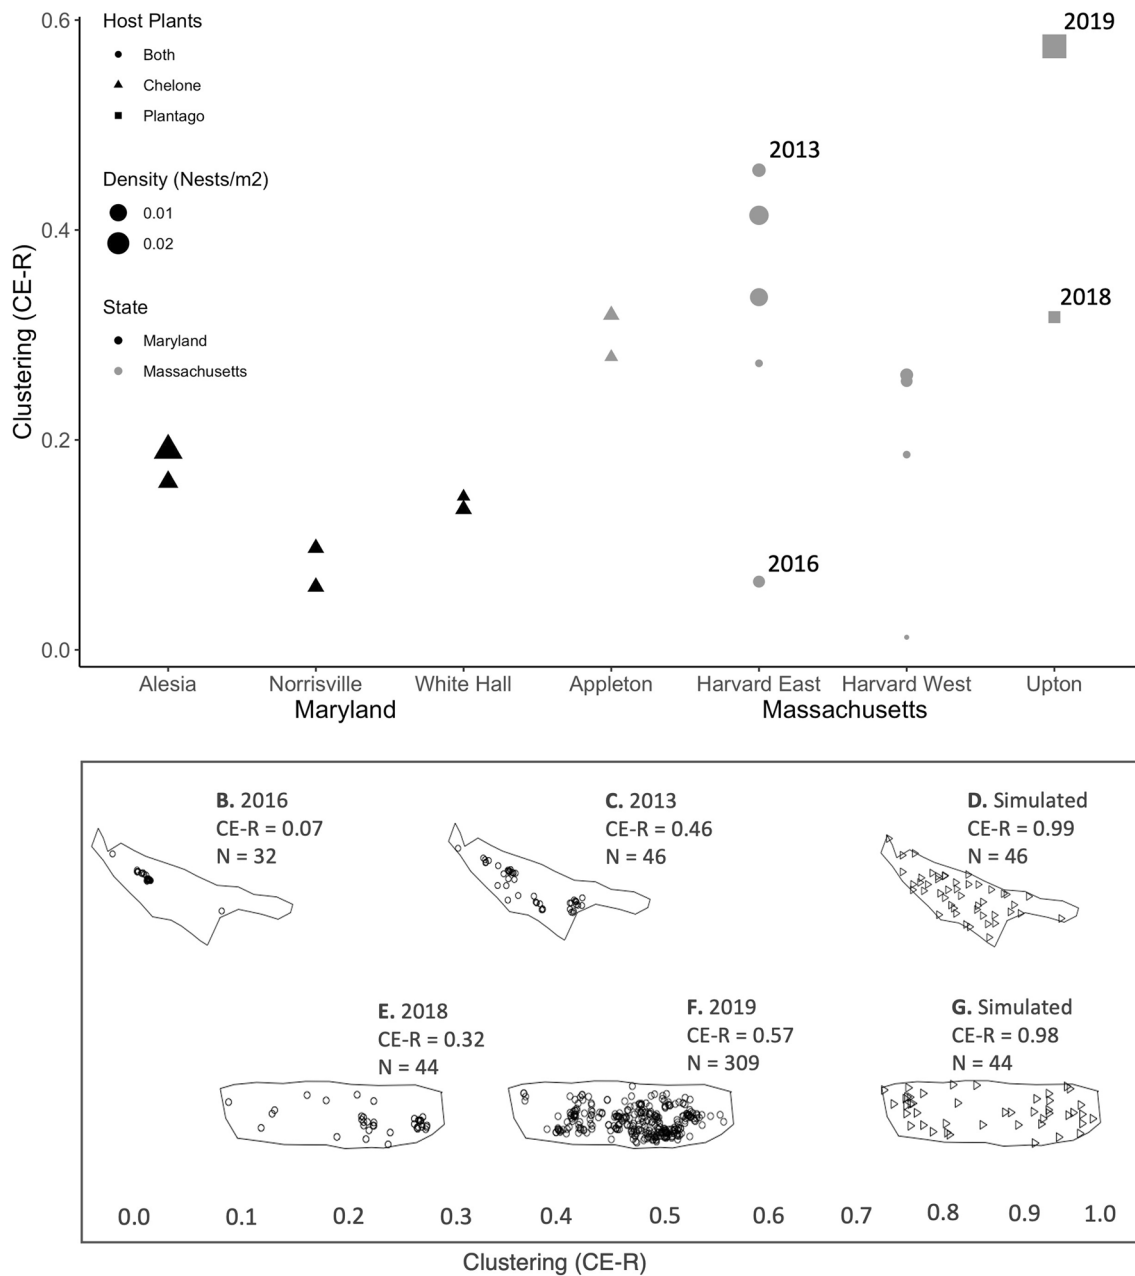 0.6
Host Plants
Both
Chelone
Plantago
Density (Nests/m2)
0.01
0.02
State
Maryland
Massachusetts
2019
2013
0.4
Clustering (CE-R)
2018
0.2
2016
0.0
Alesia Norrisville White Hall Appleton Harvard East Harvard West Upton
Maryland Massachusetts
B. 2016
CE-R = 0.07
N = 32
C. 2013
CE-R = 0.46
N = 46
D. Simulated
CE-R = 0.99
N = 46
E. 2018
CE-R = 0.32
N = 44
F. 2019
CE-R = 0.57
N = 309
G. Simulated
CE-R = 0.98
N = 44
0.0 0.1 0.2 0.3 0.4 0.5 0.6 0.7 0.8 0.9 1.0
Clustering (CE-R)